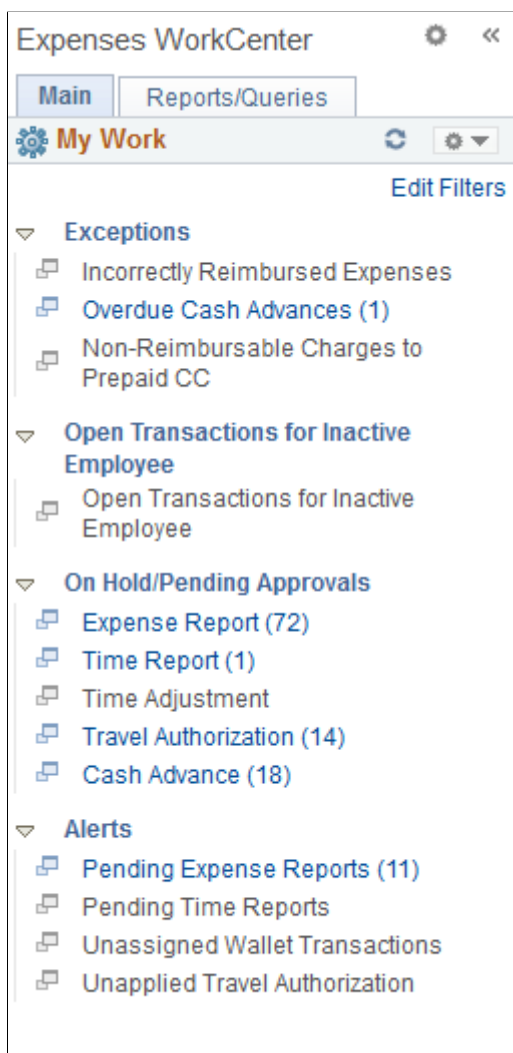 Expenses WorkCenter
Main
Reports/Queries
My Work
Edit Filters
Exceptions
Incorrectly Reimbursed Expenses
Overdue Cash Advances (1)
Non-Reimbursable Charges to
Prepaid CC
Open Transactions for Inactive
Employee
Open Transactions for Inactive
Employee
On Hold/Pending Approvals
Expense Report (72)
Time Report (1)
Time Adjustment
Travel Authorization (14)
Cash Advance (18)
Alerts
Pending Expense Reports (11)
Pending Time Reports
Unassigned Wallet Transactions
Unapplied Travel Authorization